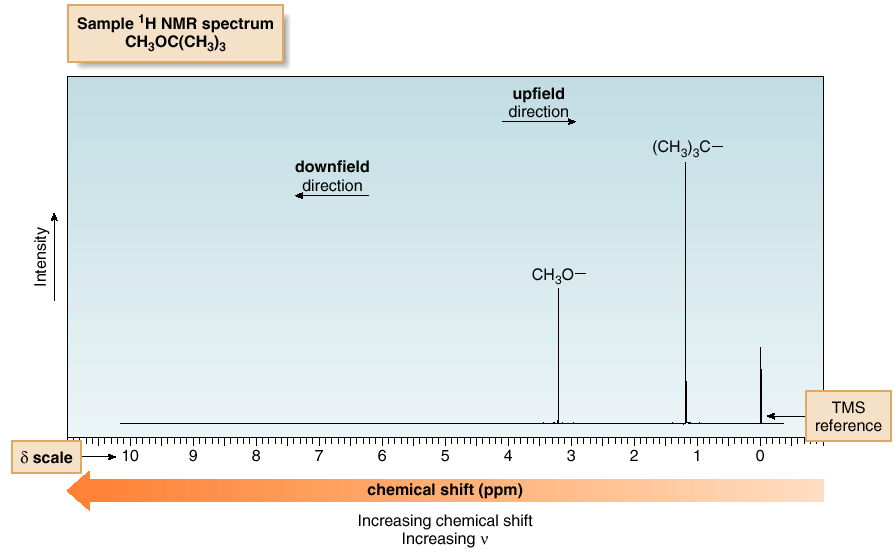 Sample ¹H NMR spectrum
CH₃OC(CH₃)₃
upfield
direction
(CH₃)₃C—
downfield
direction
Intensity
CH₃O—
TMS
reference
δ scale
10 9 8 7 6 5 4 3 2 1 0
chemical shift (ppm)
Increasing chemical shift
Increasing ν